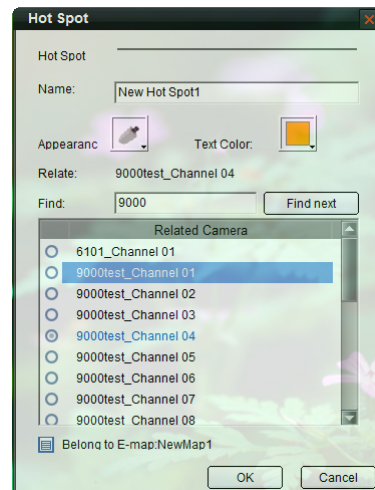 Hot Spot
Hot Spot
Name: New Hot Spot1
Appearanc Text Color:
Relate: 9000test_Channel 04
Find: 9000 Find next
Related Camera
6101_Channel 01
9000test_Channel 01
9000test_Channel 02
9000test_Channel 03
9000test_Channel 04
9000test_Channel 05
9000test_Channel 06
9000test_Channel 07
9000test_Channel 08
Belong to E-map:NewMap1
OK Cancel